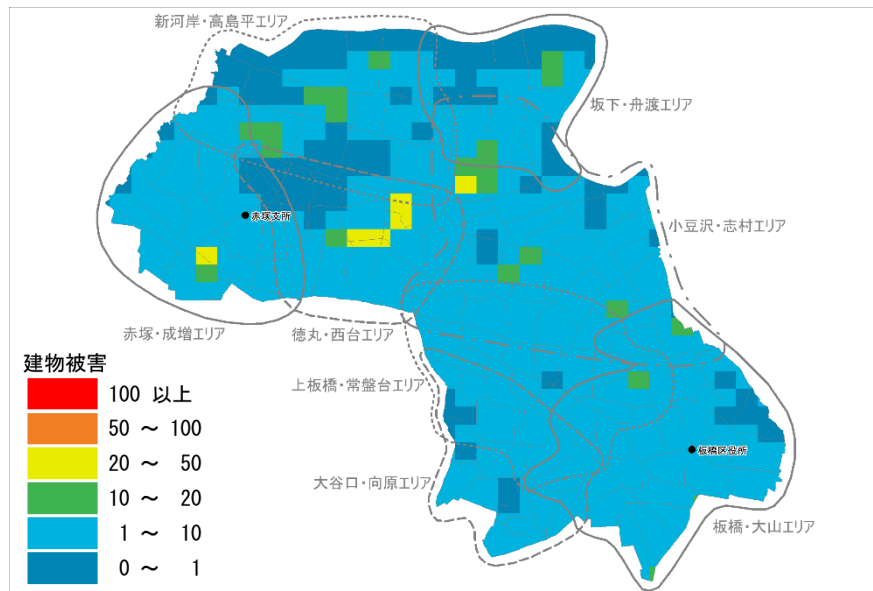 新河岸・高島平エリア
坂下・舟渡エリア
赤塚支所
小豆沢・志村エリア
赤塚・成増エリア
徳丸・西台エリア
建物被害
上板橋・常盤台エリア
100 以上
50 ～ 100
20 ～ 50
板橋区役所
大谷口・向原エリア
10 ～ 20
板橋・大山エリア
1 ～ 10
0 ～ 1